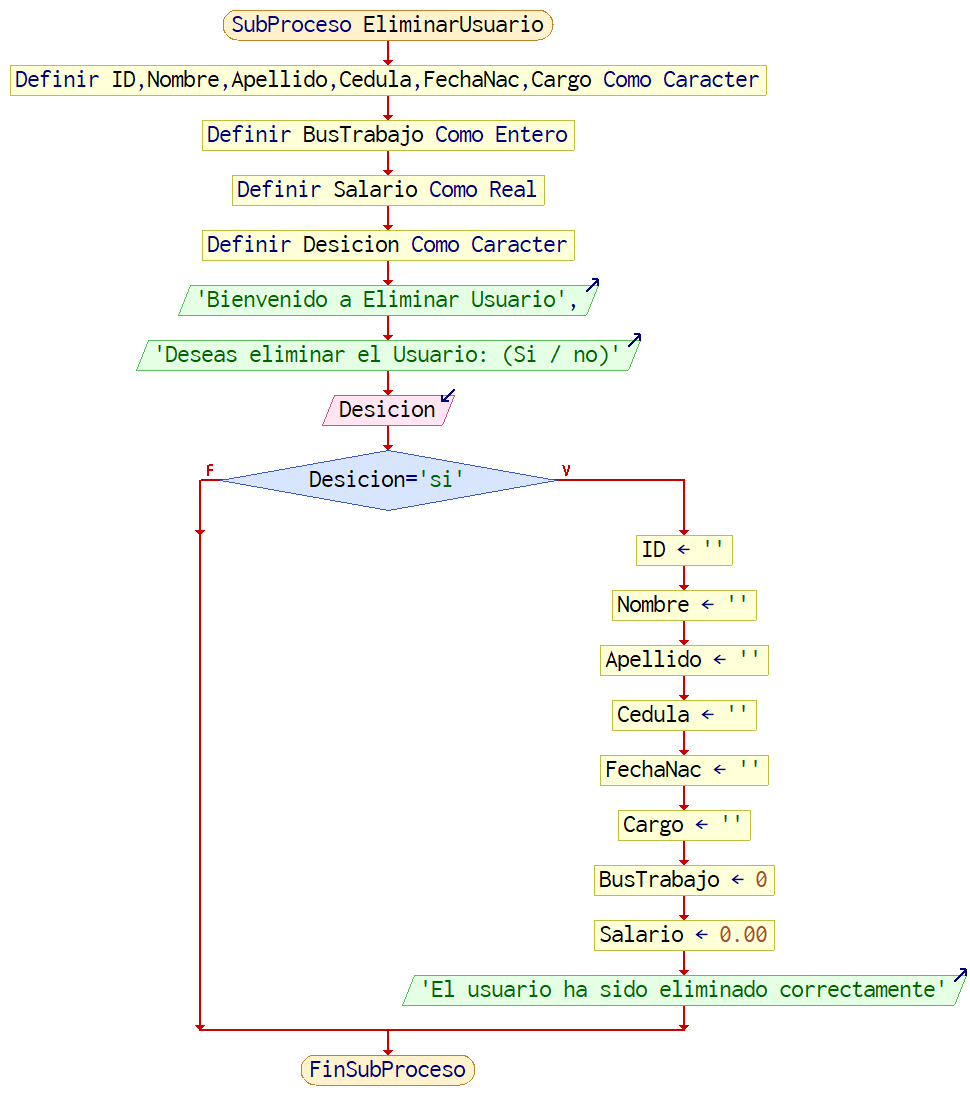 SubProceso EliminarUsuario
Definir ID,Nombre,Apellido,Cedula,FechaNac,Cargo Como Caracter
Definir BusTrabajo Como Entero
Definir Salario Como Real
Definir Desicion Como Caracter
'Bienvenido a Eliminar Usuario',
'Deseas eliminar el Usuario: (Si / no)'
Desicion
F
Desicion='si'
V
ID ← ''
Nombre ← ''
Apellido ← ''
Cedula ← ''
FechaNac ← ''
Cargo ← ''
BusTrabajo ← 0
Salario ← 0.00
'El usuario ha sido eliminado correctamente'
FinSubProceso